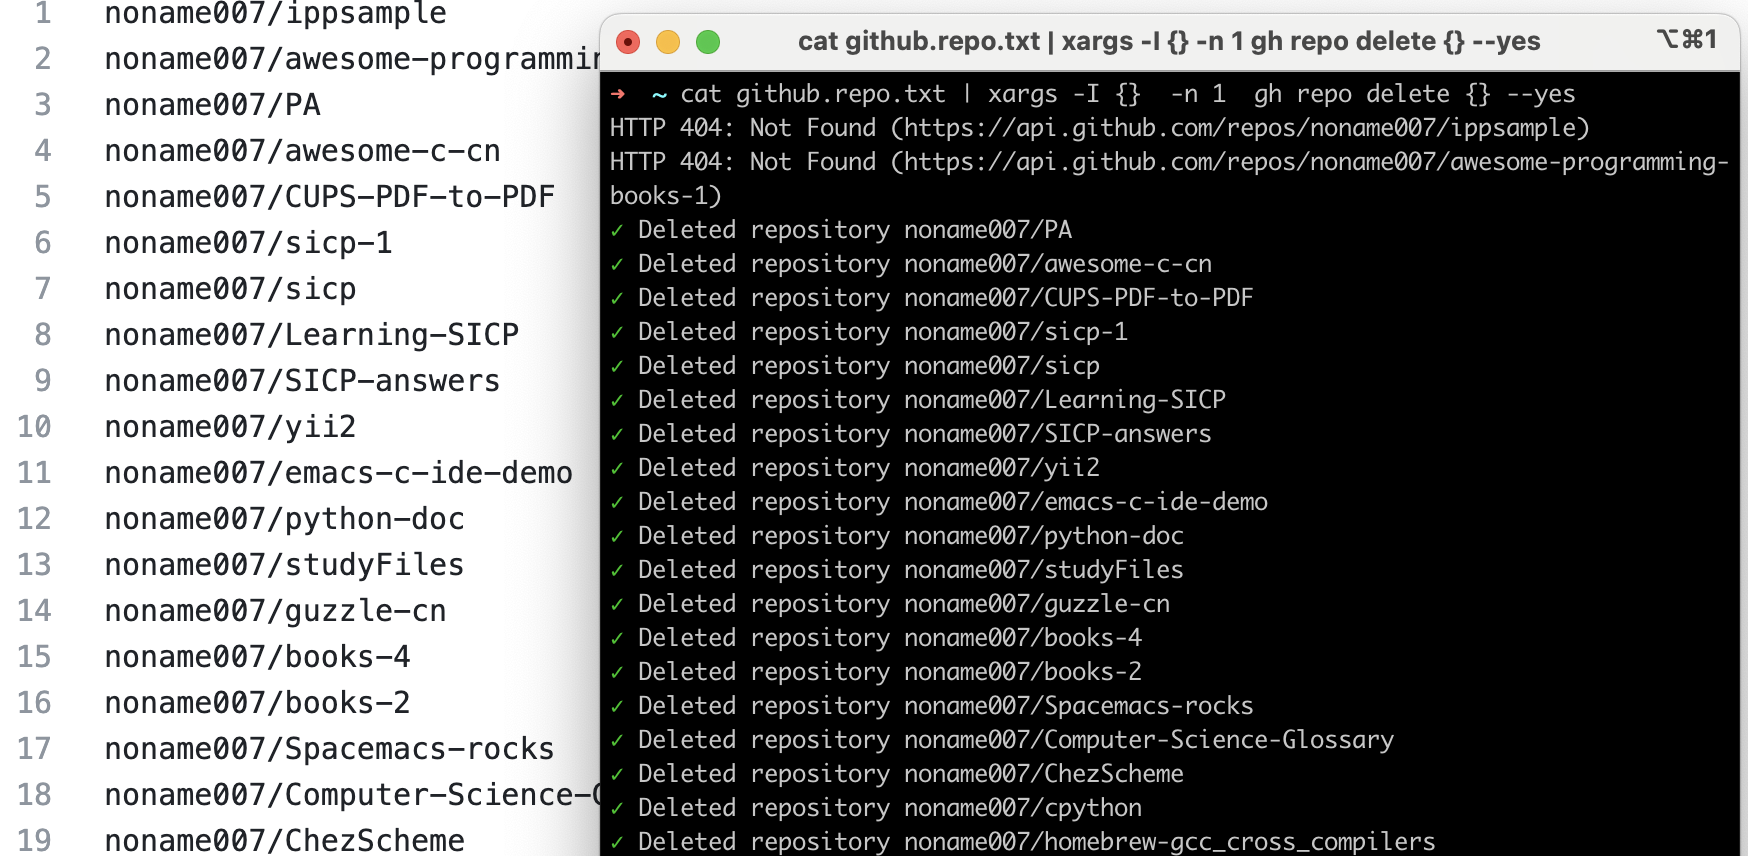 1 noname007/ippsample
2 noname007/awesome-programmin
3 noname007/PA
4 noname007/awesome-c-cn
5 noname007/CUPS-PDF-to-PDF
6 noname007/sicp-1
7 noname007/sicp
8 noname007/Learning-SICP
9 noname007/SICP-answers
10 noname007/yii2
11 noname007/emacs-c-ide-demo
12 noname007/python-doc
13 noname007/studyFiles
14 noname007/guzzle-cn
15 noname007/books-4
16 noname007/books-2
17 noname007/Spacemacs-rocks
18 noname007/Computer-Science-
19 noname007/ChezScheme
cat github.repo.txt | xargs -I {} -n 1 gh repo delete {} --yes ⌥⌘1
➜ ~ cat github.repo.txt | xargs -I {}  -n 1  gh repo delete {} --yes
HTTP 404: Not Found (https://api.github.com/repos/noname007/ippsample)
HTTP 404: Not Found (https://api.github.com/repos/noname007/awesome-programming-
books-1)
✓ Deleted repository noname007/PA
✓ Deleted repository noname007/awesome-c-cn
✓ Deleted repository noname007/CUPS-PDF-to-PDF
✓ Deleted repository noname007/sicp-1
✓ Deleted repository noname007/sicp
✓ Deleted repository noname007/Learning-SICP
✓ Deleted repository noname007/SICP-answers
✓ Deleted repository noname007/yii2
✓ Deleted repository noname007/emacs-c-ide-demo
✓ Deleted repository noname007/python-doc
✓ Deleted repository noname007/studyFiles
✓ Deleted repository noname007/guzzle-cn
✓ Deleted repository noname007/books-4
✓ Deleted repository noname007/books-2
✓ Deleted repository noname007/Spacemacs-rocks
✓ Deleted repository noname007/Computer-Science-Glossary
✓ Deleted repository noname007/ChezScheme
✓ Deleted repository noname007/cpython
✓ Deleted repository noname007/homebrew-gcc_cross_compilers